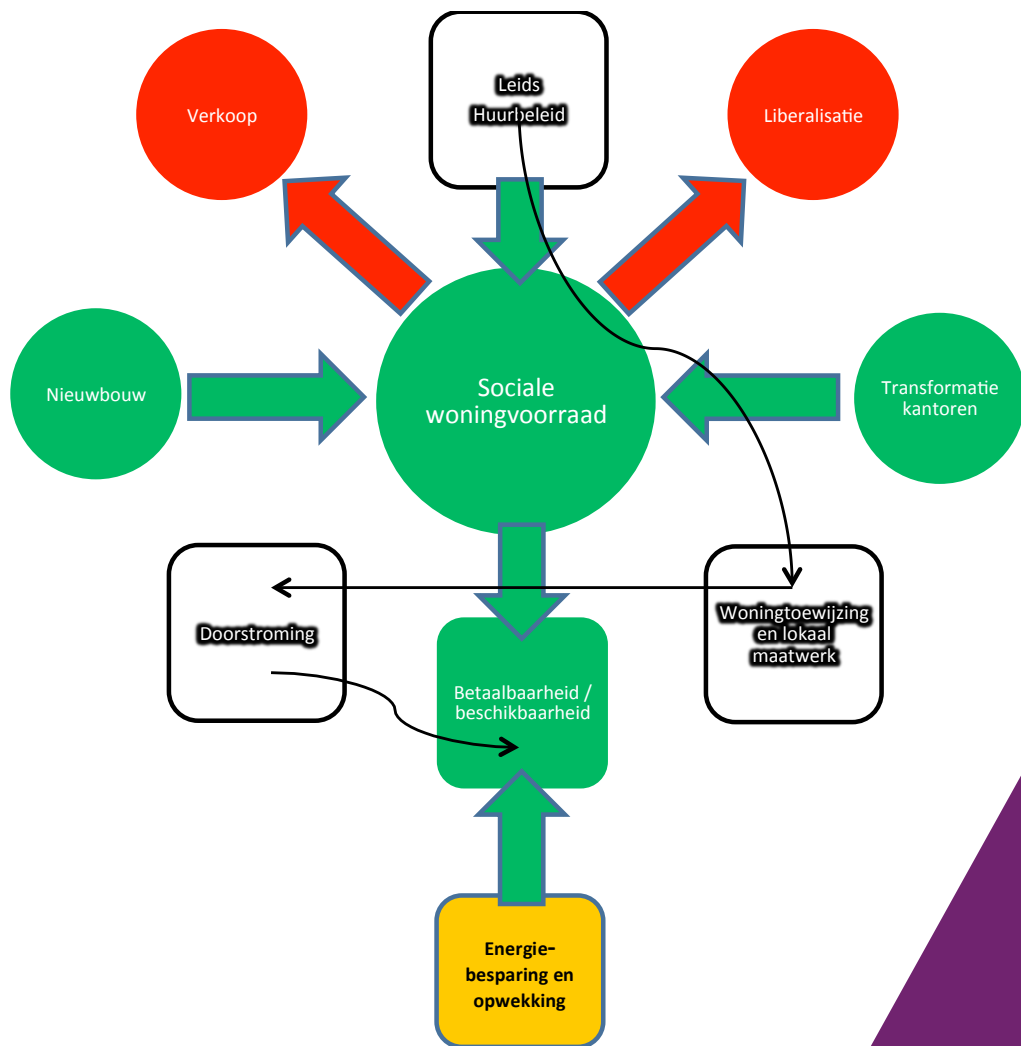 Leids
Huurbeleid
Verkoop
Liberalisatie
Nieuwbouw
Sociale
woningvoorraad
Transformatie
kantoren
Doorstroming
Woningtoewijzing
en lokaal
maatwerk
Betaalbaarheid /
beschikbaarheid
Energie-
besparing en
opwekking